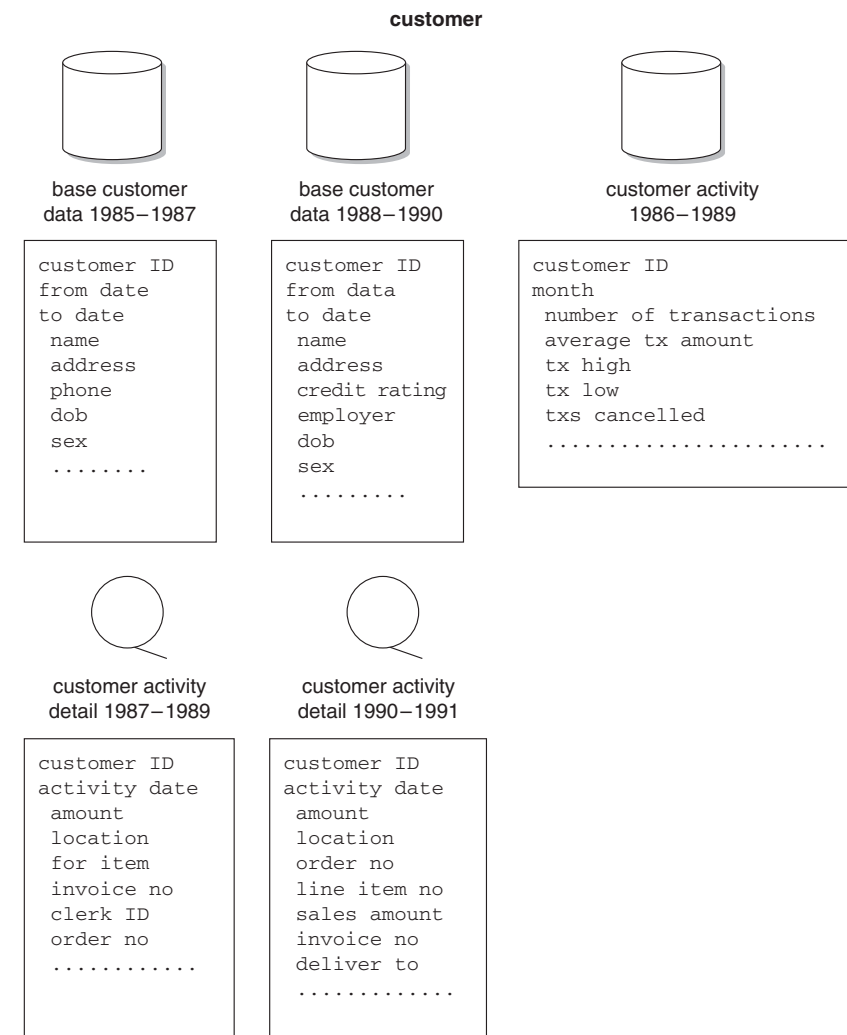 customer
base customer
data 1985–1987
base customer
data 1988–1990
customer activity
1986–1989
customer ID
from date
to date
name
address
phone
dob
sex
........
customer ID
from data
to date
name
address
credit rating
employer
dob
sex
.........
customer ID
month
number of transactions
average tx amount
tx high
tx low
txs cancelled
.......................
customer activity
detail 1987–1989
customer activity
detail 1990–1991
customer ID
activity date
amount
location
for item
invoice no
clerk ID
order no
............
customer ID
activity date
amount
location
order no
line item no
sales amount
invoice no
deliver to
.............